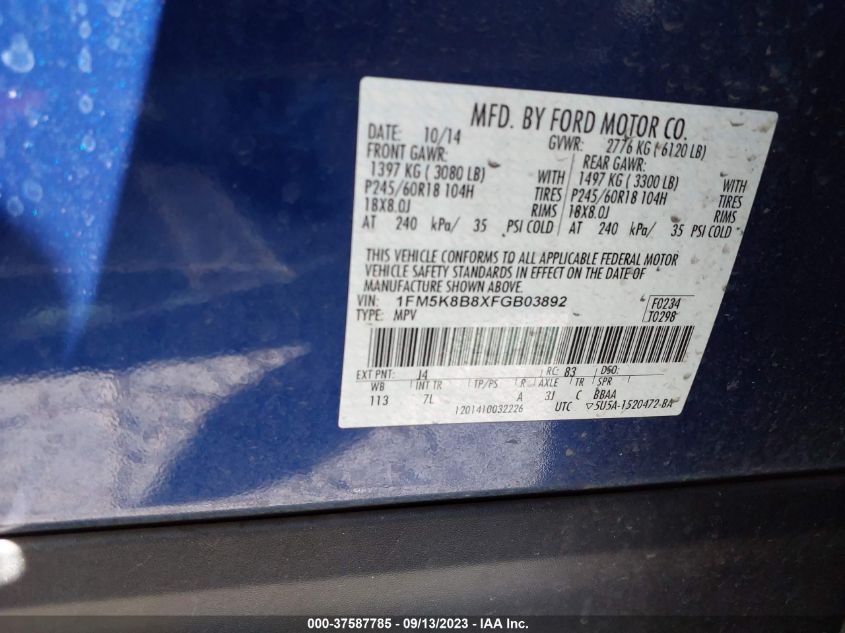 MFD. BY FORD MOTOR CO.
DATE: 10/14 GVWR: 2776 KG ( 6120 LB)
FRONT GAWR: REAR GAWR:
1397 KG ( 3080 LB) WITH 1497 KG ( 3300 LB) WITH
P245/60R18 104H TIRES P245/60R18 104H TIRES
18X8.0J RIMS 18X8.0J RIMS
AT 240 kPa/ 35 PSI COLD AT 240 kPa/ 35 PSI COLD
THIS VEHICLE CONFORMS TO ALL APPLICABLE FEDERAL MOTOR
VEHICLE SAFETY STANDARDS IN EFFECT ON THE DATE OF
MANUFACTURE SHOWN ABOVE.
VIN: 1FM5K8B8XFGB03892 F0234
TYPE: MPV T0298
EXT PNT: J4 RC: 83 DSO:
WB INT TR TP/PS R AXLE TR SPR
113 7L A 3J C BBAA
1201410032226 UTC ▽5U5A-1520472-BA
000-37587785 - 09/13/2023 - IAAI.com